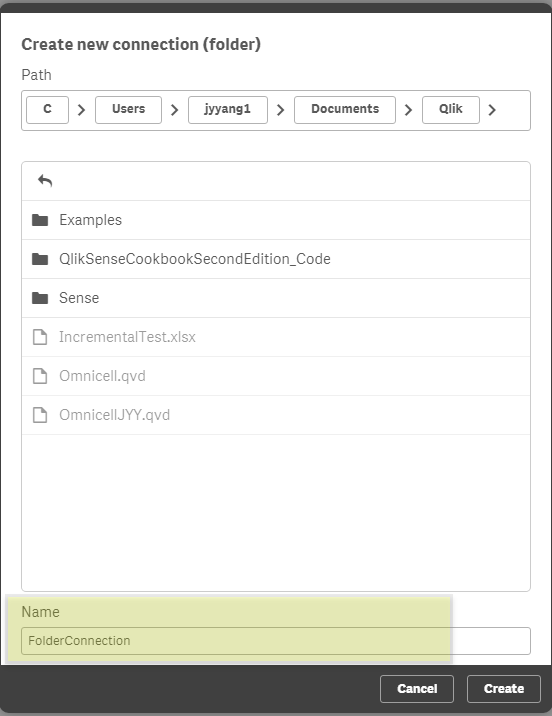 Create new connection (folder)
Path
C > Users > jyyang1 > Documents > Qlik >
Examples
QlikSenseCookbookSecondEdition_Code
Sense
IncrementalTest.xlsx
Omnicell.qvd
OmnicellJYY.qvd
Name
FolderConnection
Cancel Create